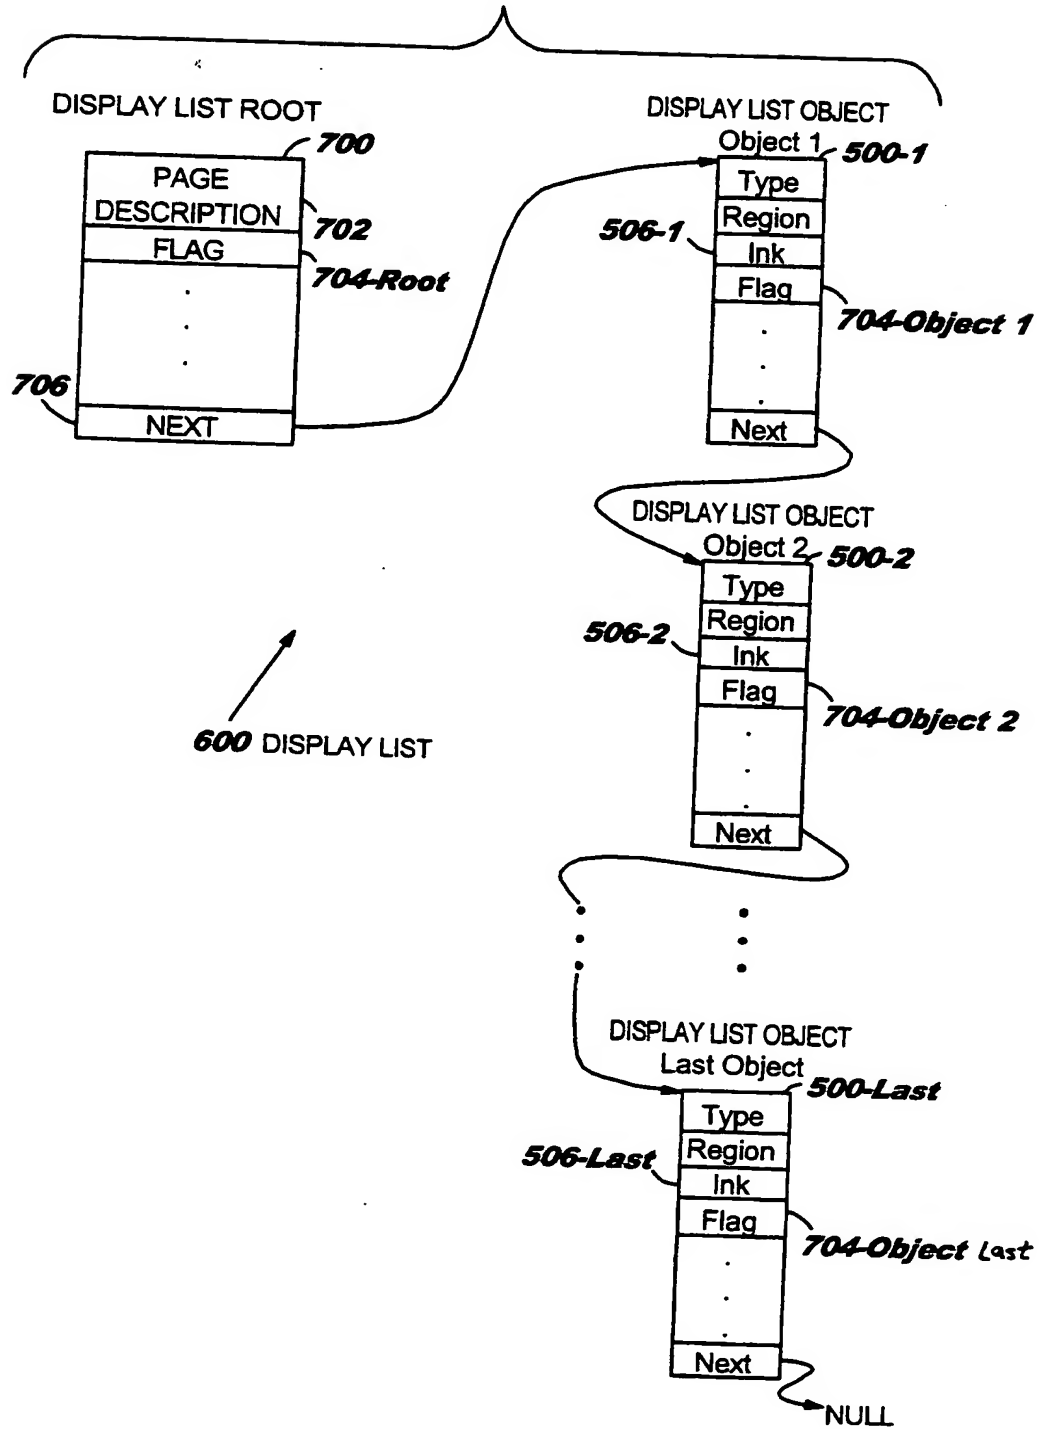 DISPLAY LIST ROOT
700
PAGE
DESCRIPTION
702
FLAG
704-Root
706
NEXT
DISPLAY LIST OBJECT
Object 1
500-1
Type
Region
506-1
Ink
Flag
704-Object 1
Next
DISPLAY LIST OBJECT
Object 2
500-2
Type
Region
506-2
Ink
Flag
704-Object 2
Next
600 DISPLAY LIST
DISPLAY LIST OBJECT
Last Object
500-Last
Type
Region
506-Last
Ink
Flag
704-Object Last
Next
NULL